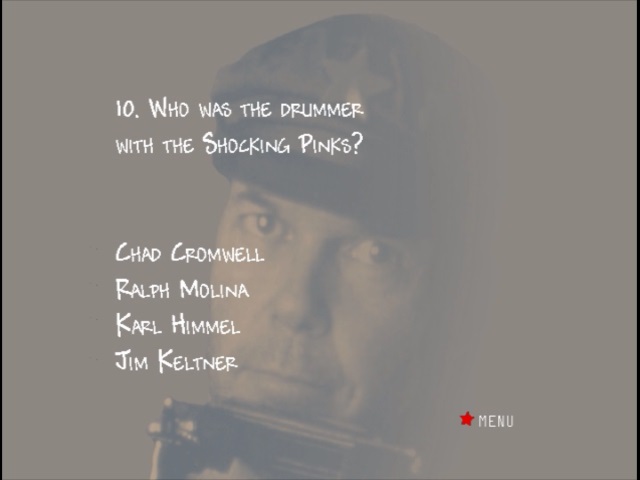 10. Who was the drummer
with the Shocking Pinks?
Chad Cromwell
Ralph Molina
Karl Himmel
Jim Keltner
MENU